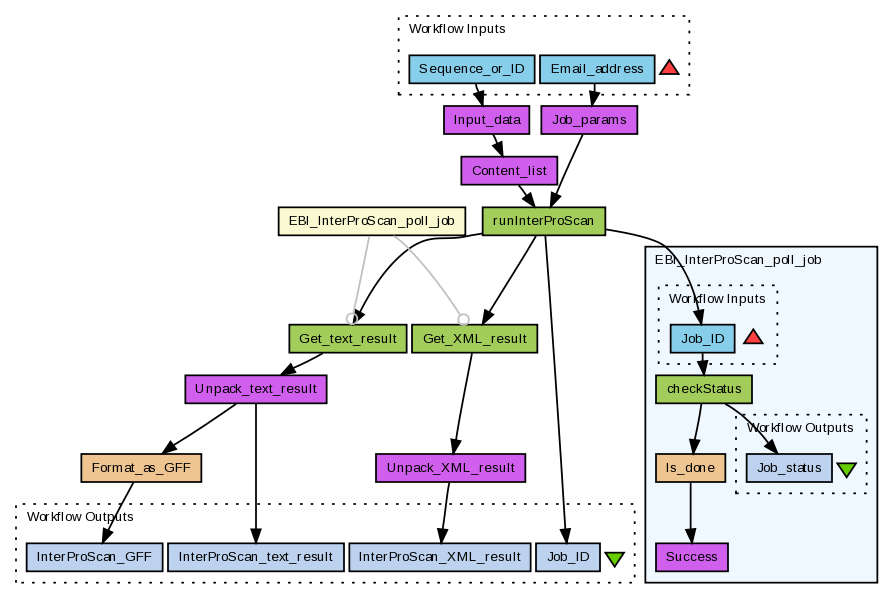 Workflow Inputs
Sequence_or_ID
Email_address
Input_data
Job_params
Content_list
EBI_InterProScan_poll_job
runInterProScan
EBI_InterProScan_poll_job
Workflow Inputs
Job_ID
Get_text_result
Get_XML_result
Unpack_text_result
checkStatus
Workflow Outputs
Format_as_GFF
Unpack_XML_result
Is_done
Job_status
Workflow Outputs
InterProScan_GFF
InterProScan_text_result
InterProScan_XML_result
Job_ID
Success